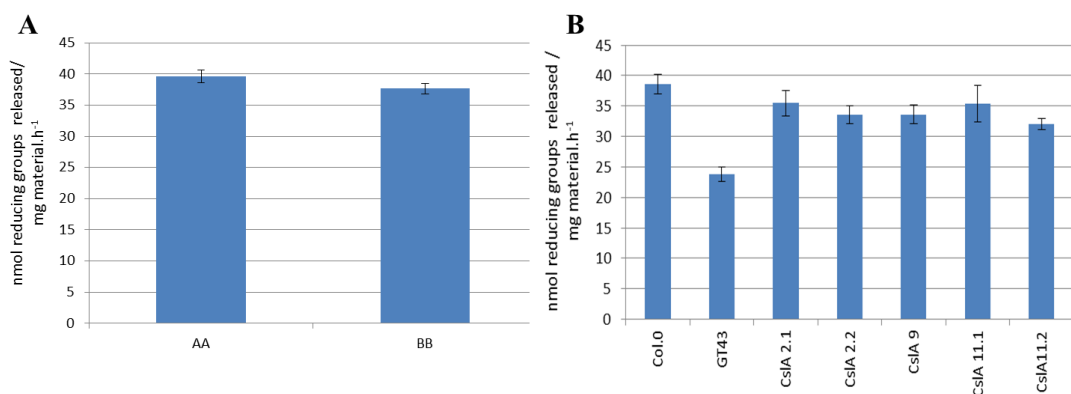 A
nmol reducing groups released/
mg material.h⁻¹
45
40
35
30
25
20
15
10
5
0
AA
BB
B
nmol reducing groups released /
mg material.h⁻¹
45
40
35
30
25
20
15
10
5
0
Col.0
GT43
CslA 2.1
CslA 2.2
CslA 9
CslA 11.1
CslA11.2